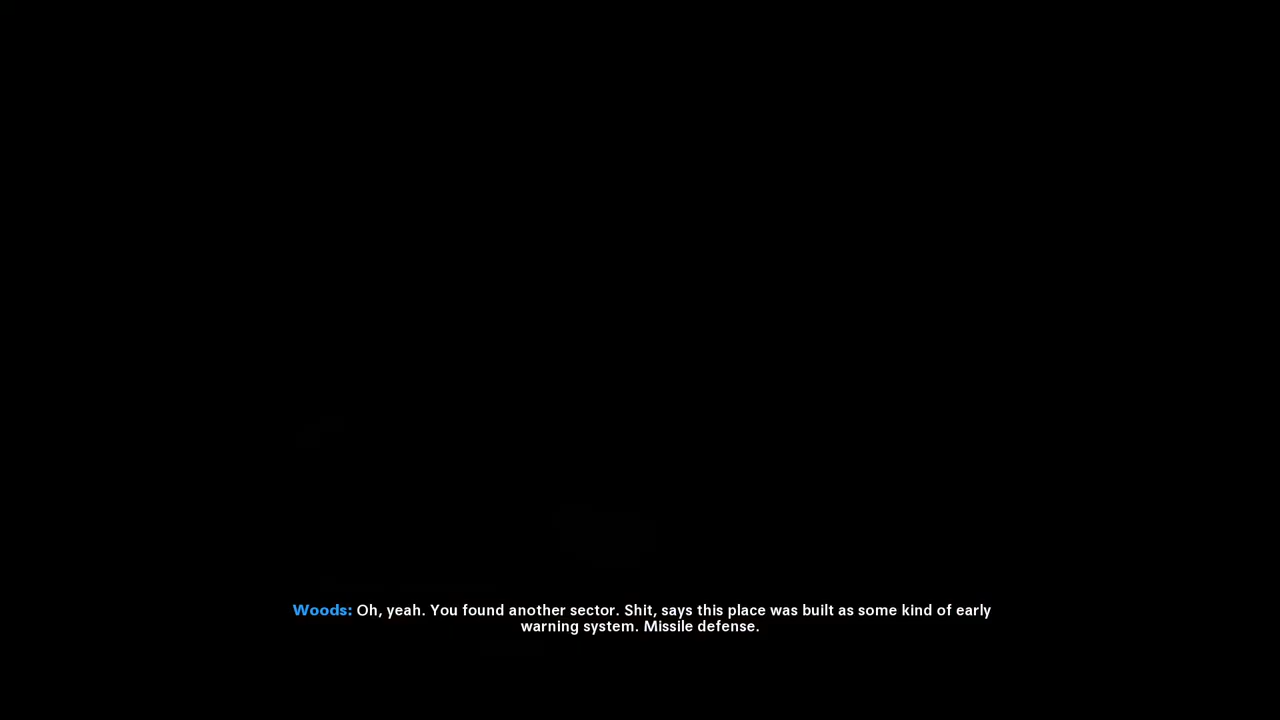 Woods: Oh, yeah. You found another sector. Shit, says this place was built as some kind of early
warning system. Missile defense.